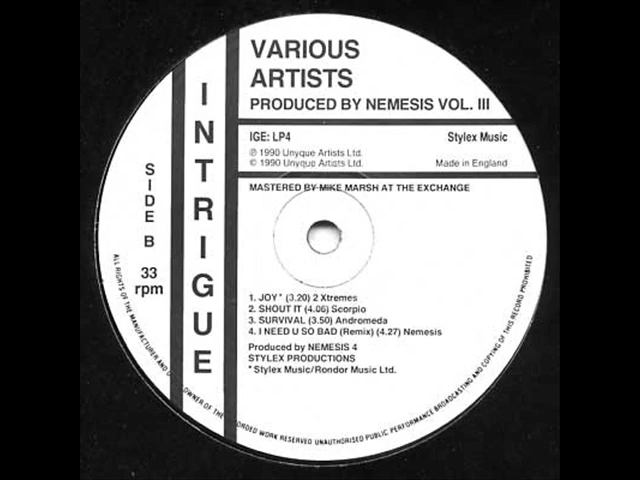 VARIOUS
ARTISTS
PRODUCED BY NEMESIS VOL. III
INTRIGUE
IGE: LP4
Stylex Music
℗ 1990 Unyque Artists Ltd.
© 1990 Unyque Artists Ltd.
Made in England
MASTERED BY MIKE MARSH AT THE EXCHANGE
SIDE B
33
rpm
1. JOY* (3.20) 2 Xtremes
2. SHOUT IT (4.06) Scorpio
3. SURVIVAL (3.50) Andromeda
4. I NEED U SO BAD (Remix) (4.27) Nemesis
Produced by NEMESIS 4
STYLEX PRODUCTIONS
*Stylex Music/Rondor Music Ltd.
ALL RIGHTS OF THE MANUFACTURER AND OWNER OF THE WORK RESERVED UNAUTHORISED PUBLIC PERFORMANCE BROADCASTING AND COPYING OF THIS RECORD PROHIBITED